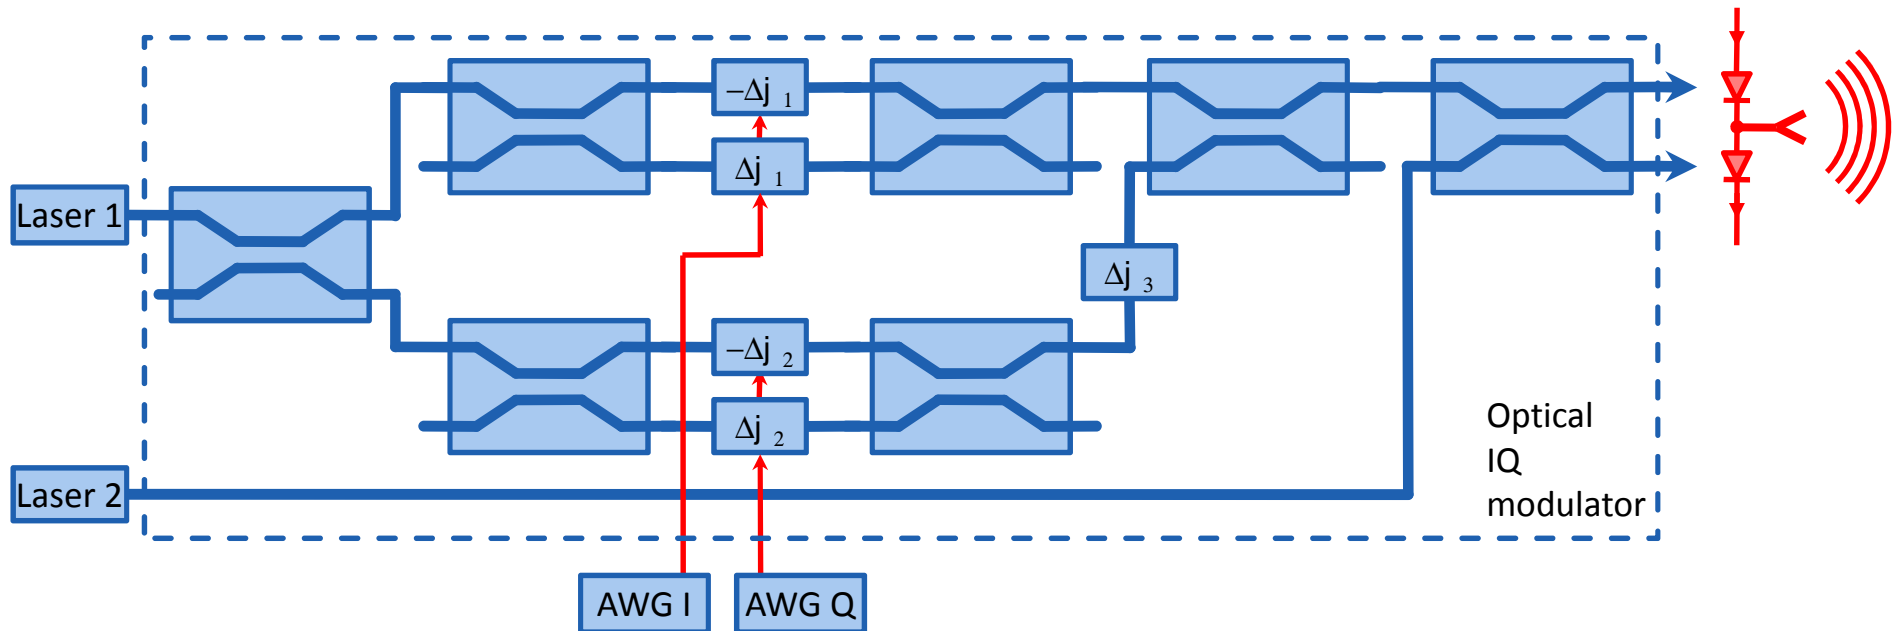 −Δj 1
Δj 1
Laser 1
Δj 3
−Δj 2
Δj 2
Laser 2
Optical
IQ
modulator
AWG I
AWG Q